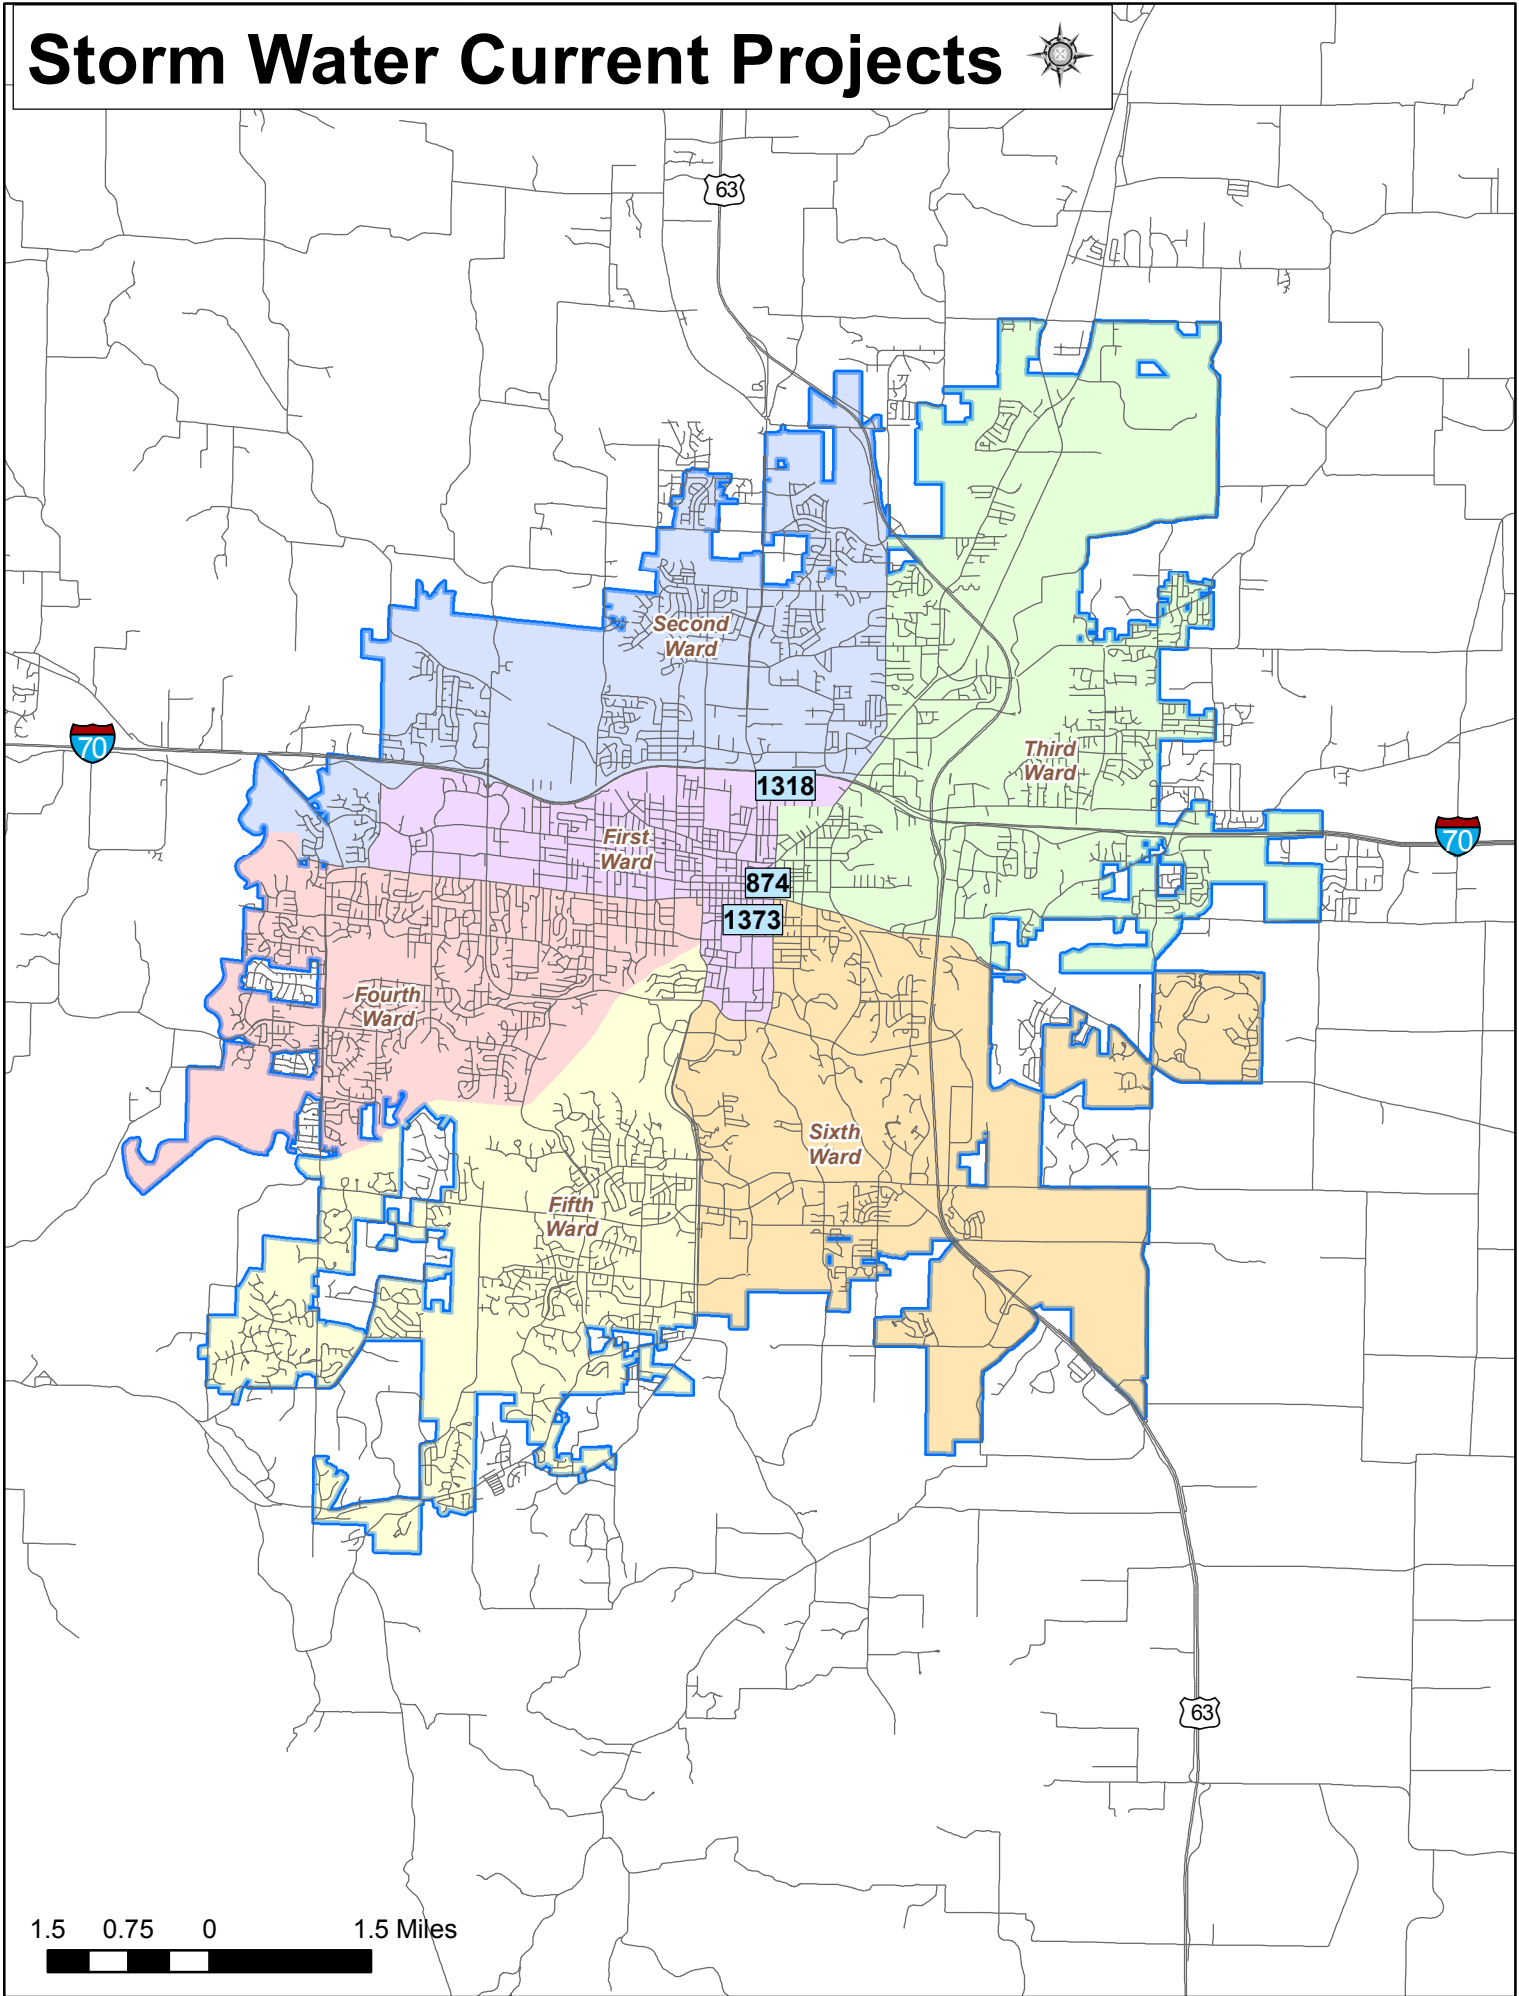 Storm Water Current Projects
63
Second
Ward
70
Third
Ward
1318
First
Ward
70
874
1373
Fourth
Ward
Sixth
Ward
Fifth
Ward
63
1.5 0.75 0 1.5 Miles